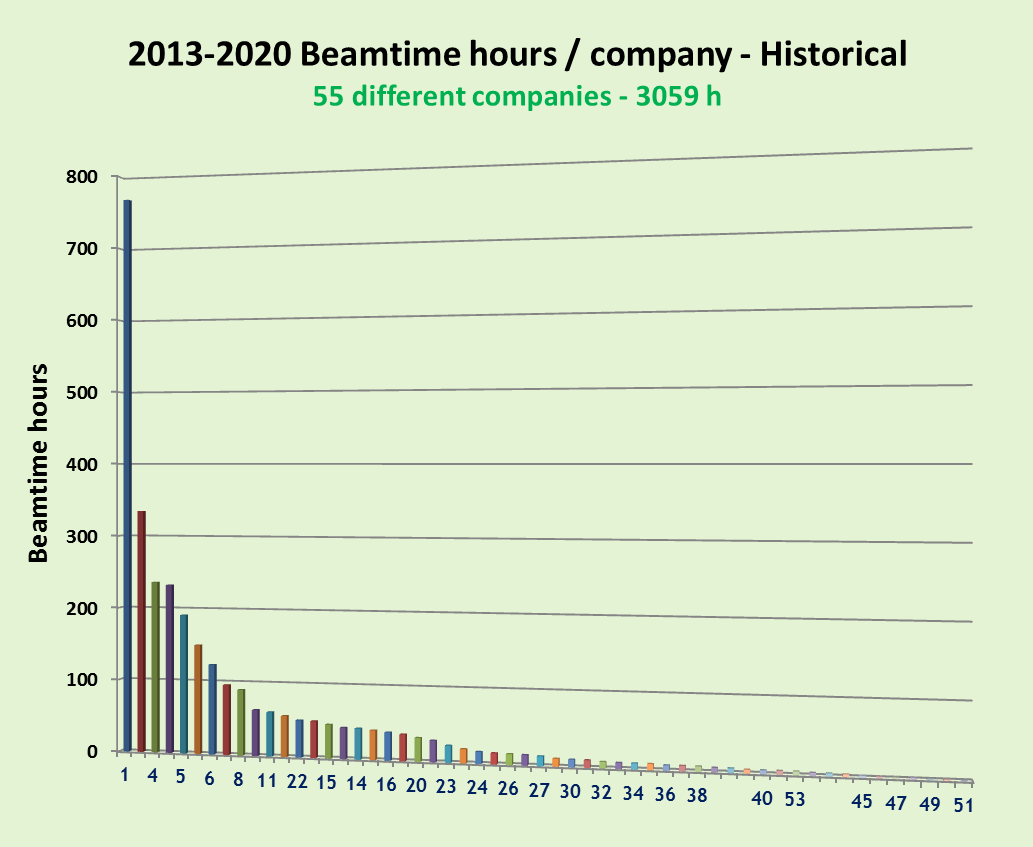 2013-2020 Beamtime hours / company - Historical
55 different companies - 3059 h
Beamtime hours
800
700
600
500
400
300
200
100
0
1 4 5 6 8 11 22 15 14 16 20 23 24 26 27 30 32 34 36 38 40 53 45 47 49 51